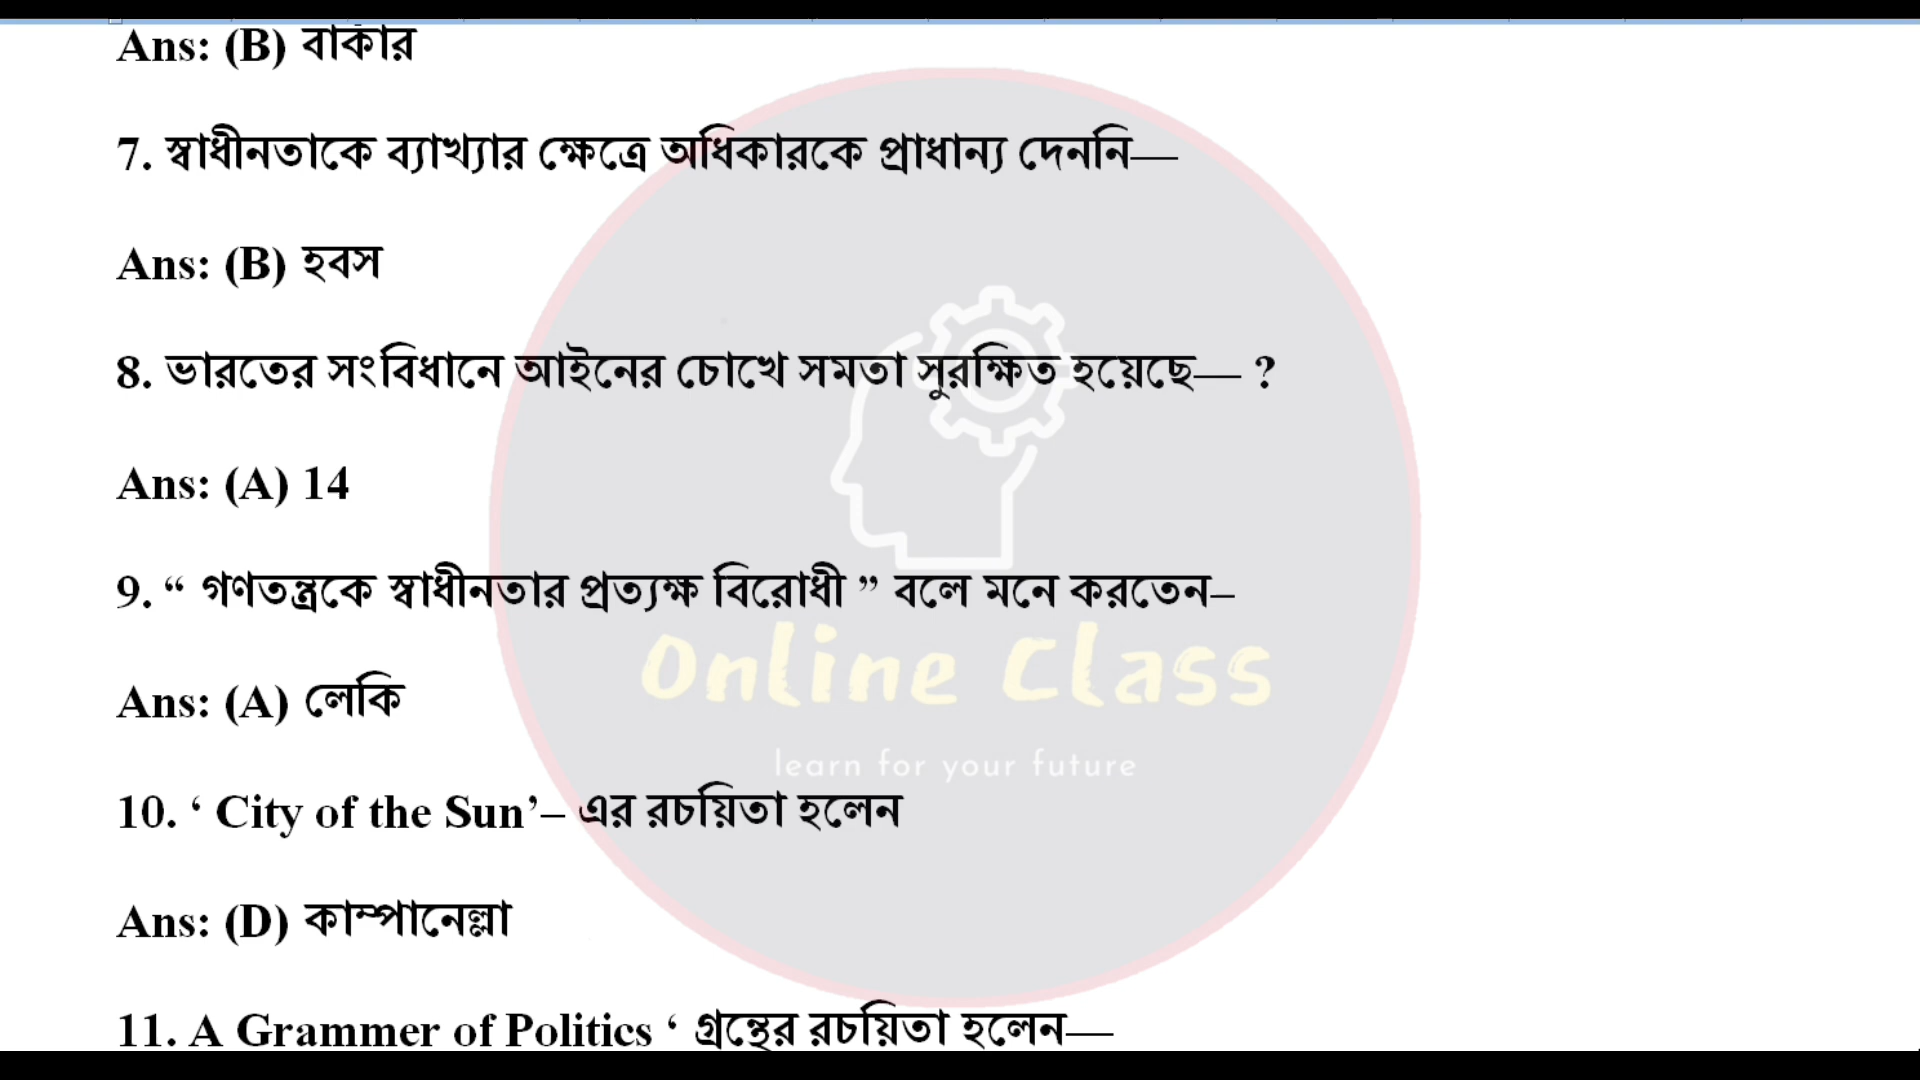 Ans: (B) বার্কার
7. স্বাধীনতাকে ব্যাখ্যার ক্ষেত্রে অধিকারকে প্রাধান্য দেননি—
Ans: (B) হবস
8. ভারতের সংবিধানে আইনের চোখে সমতা সুরক্ষিত হয়েছে— ?
Ans: (A) 14
9. “ গণতন্ত্রকে স্বাধীনতার প্রত্যক্ষ বিরোধী ” বলে মনে করতেন–
Online Class
Ans: (A) লেকি
learn for your future
10. ‘ City of the Sun’– এর রচয়িতা হলেন
Ans: (D) কাম্পানেল্লা
11. A Grammer of Politics ‘ গ্রন্থের রচয়িতা হলেন—